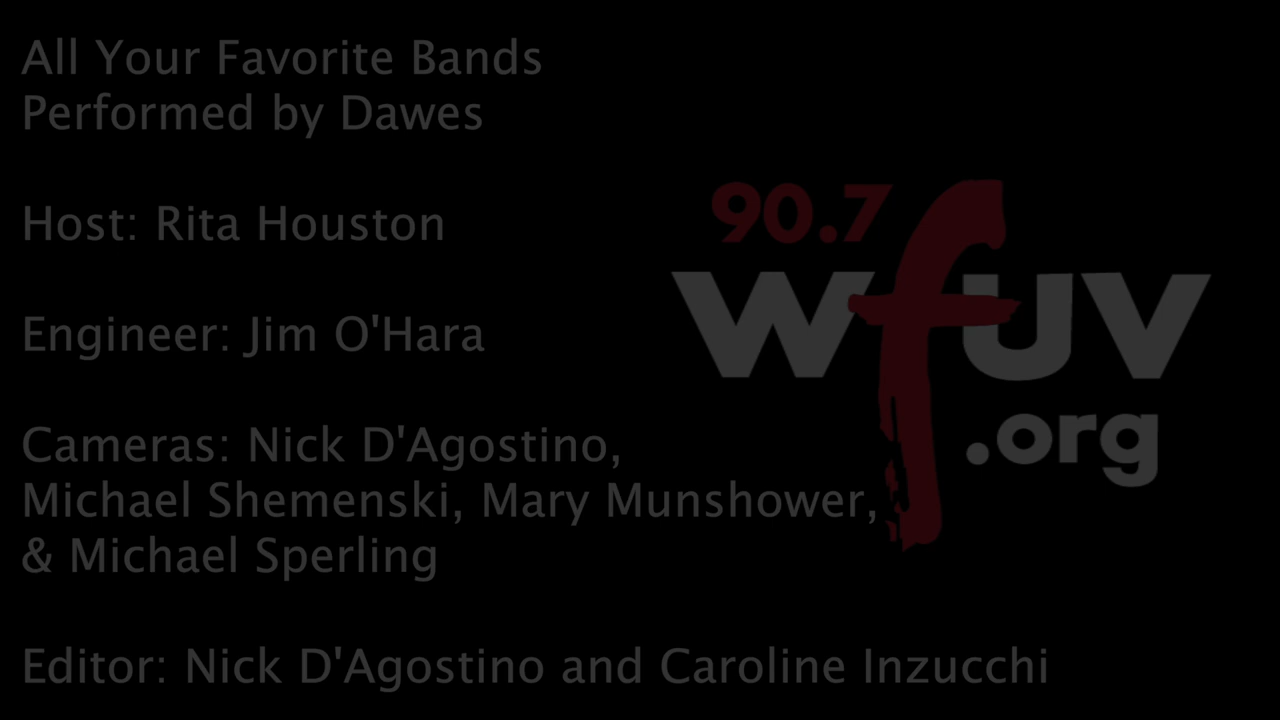 All Your Favorite Bands
Performed by Dawes
Host: Rita Houston
Engineer: Jim O'Hara
Cameras: Nick D'Agostino,
Michael Shemenski, Mary Munshower,
& Michael Sperling
Editor: Nick D'Agostino and Caroline Inzucchi
90.7
wfuv
.org